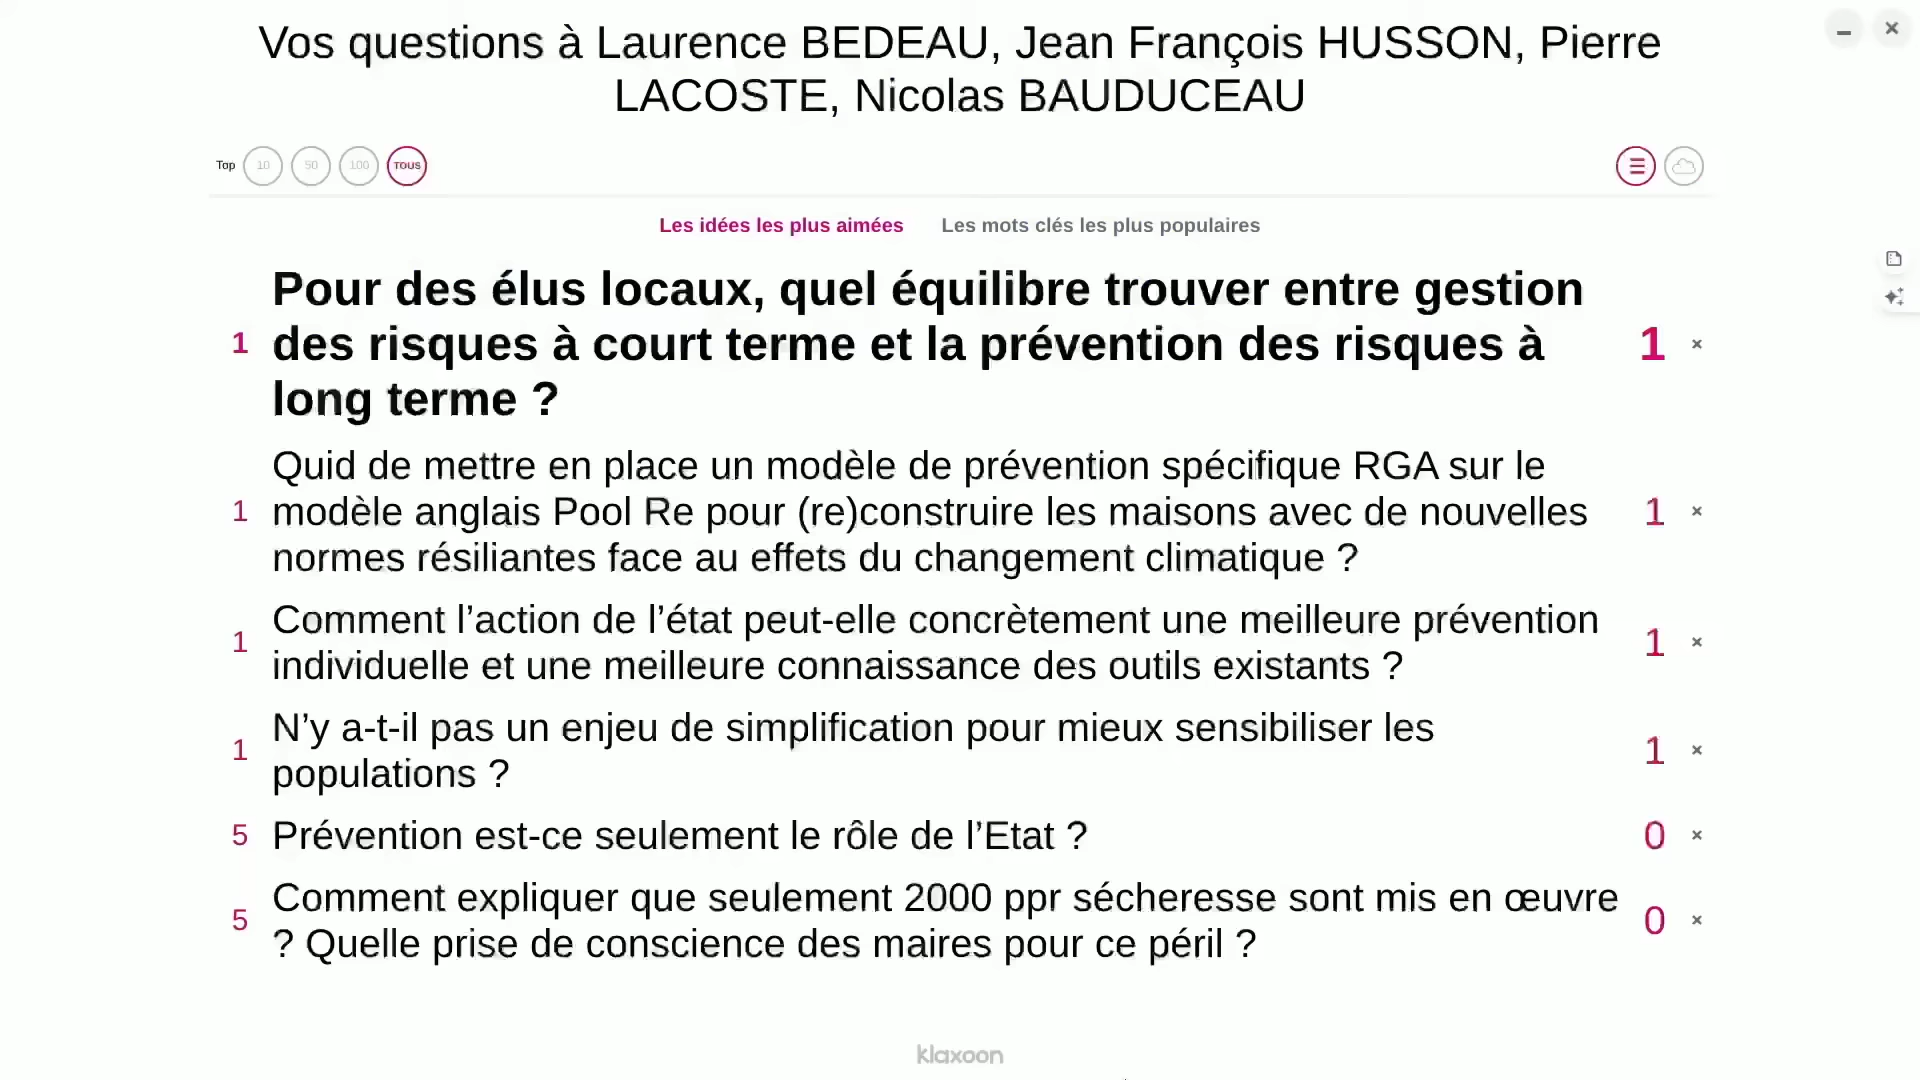 Vos questions à Laurence BEDEAU, Jean François HUSSON, Pierre
LACOSTE, Nicolas BAUDUCEAU
Top 10 50 100 TOUS
Les idées les plus aimées Les mots clés les plus populaires
Pour des élus locaux, quel équilibre trouver entre gestion
1 des risques à court terme et la prévention des risques à 1 ×
long terme ?
Quid de mettre en place un modèle de prévention spécifique RGA sur le
1 modèle anglais Pool Re pour (re)construire les maisons avec de nouvelles 1 ×
normes résiliantes face au effets du changement climatique ?
Comment l’action de l’état peut-elle concrètement une meilleure prévention
1 individuelle et une meilleure connaissance des outils existants ? 1 ×
N’y a-t-il pas un enjeu de simplification pour mieux sensibiliser les
1 populations ? 1 ×
5 Prévention est-ce seulement le rôle de l’Etat ? 0 ×
Comment expliquer que seulement 2000 ppr sécheresse sont mis en œuvre
5 ? Quelle prise de conscience des maires pour ce péril ? 0 ×
klaxoon